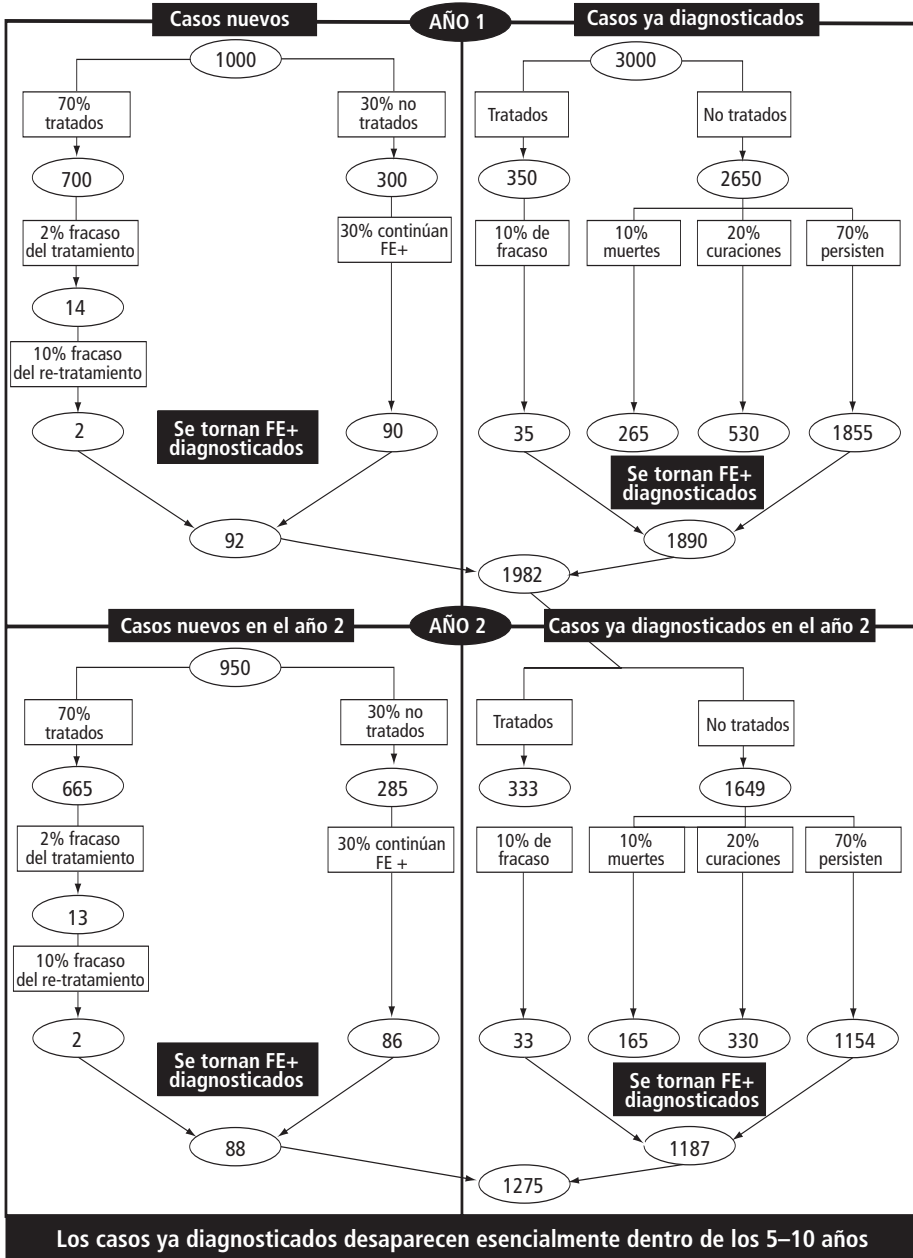 Casos nuevos
AÑO 1
Casos ya diagnosticados
1000
70%
tratados
30% no
tratados
700
300
2% fracaso
del tratamiento
30% continúan
FE+
14
10% fracaso
del re-tratamiento
2
Se tornan FE+
diagnosticados
90
92
3000
Tratados
No tratados
350
2650
10% de
fracaso
10%
muertes
20%
curaciones
70%
persisten
35
265
530
1855
Se tornan FE+
diagnosticados
1890
1982
Casos nuevos en el año 2
AÑO 2
Casos ya diagnosticados en el año 2
950
70%
tratados
30% no
tratados
665
285
2% fracaso
del tratamiento
30% continúan
FE +
13
10% fracaso
del re-tratamiento
2
Se tornan FE+
diagnosticados
86
88
Tratados
No tratados
333
1649
10% de
fracaso
10%
muertes
20%
curaciones
70%
persisten
33
165
330
1154
Se tornan FE+
diagnosticados
1187
1275
Los casos ya diagnosticados desaparecen esencialmente dentro de los 5–10 años